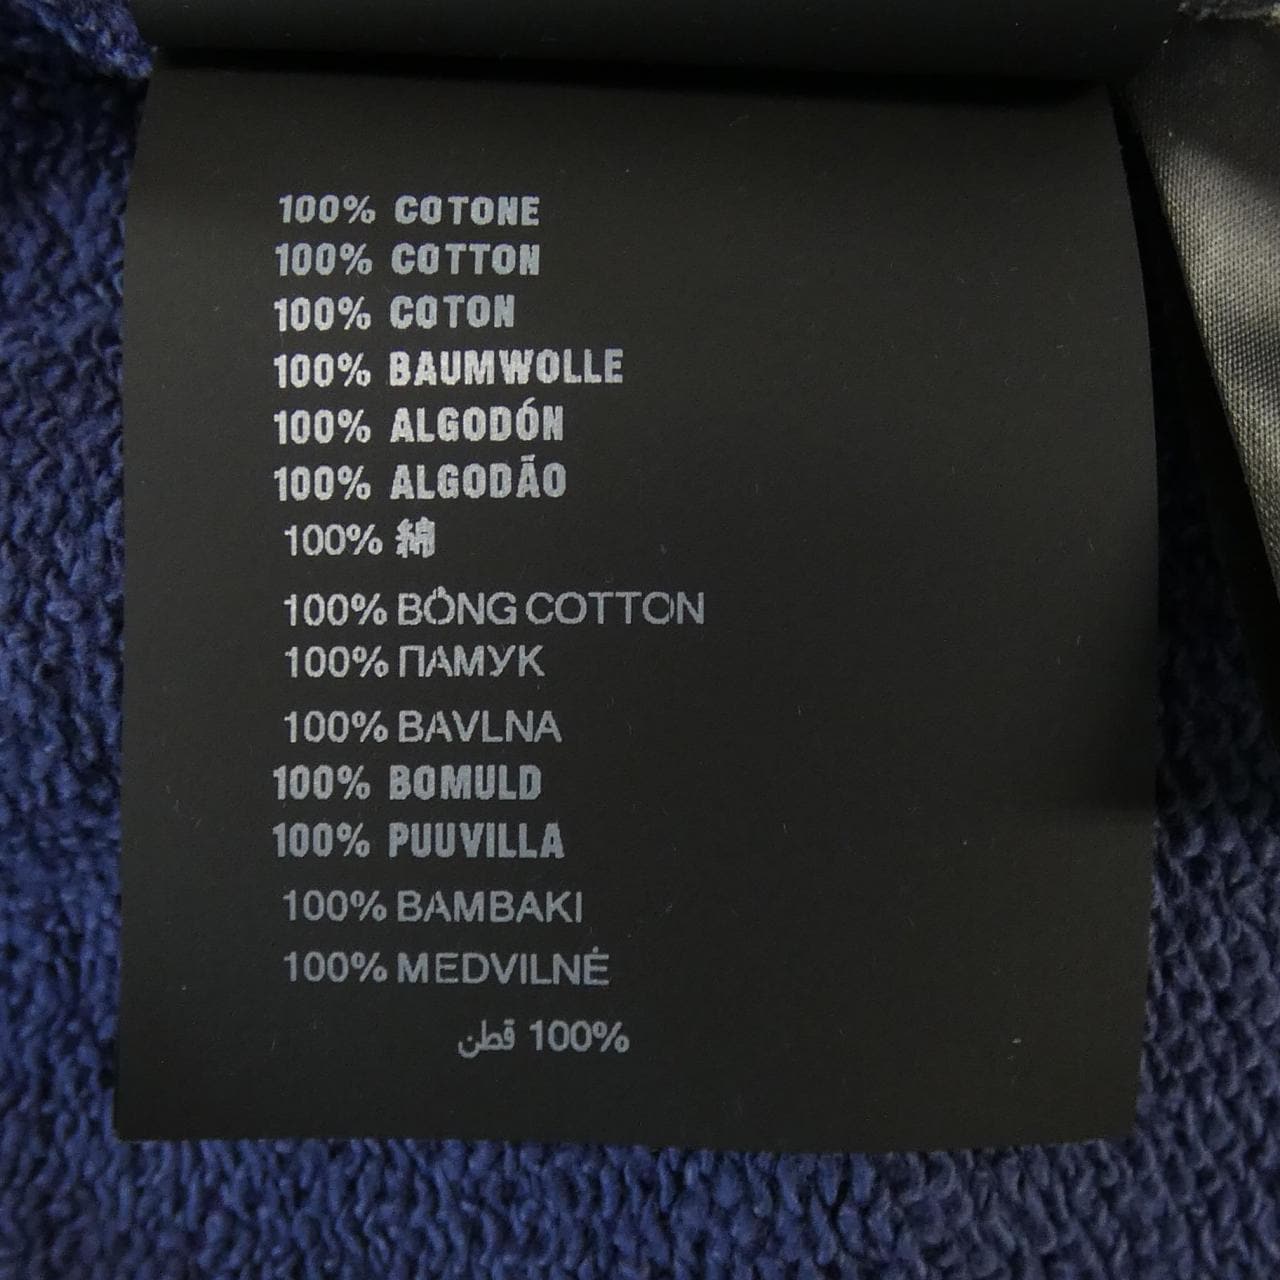 100% COTONE
100% COTTON
100% COTON
100% BAUMWOLLE
100% ALGODÓN
100% ALGODÃO
100% 綿
100% BÔNG COTTON
100% ПАМУК
100% BAVLNA
100% BOMULD
100% PUUVILLA
100% BAMBAKI
100% MEDVILNĖ
100% قطن